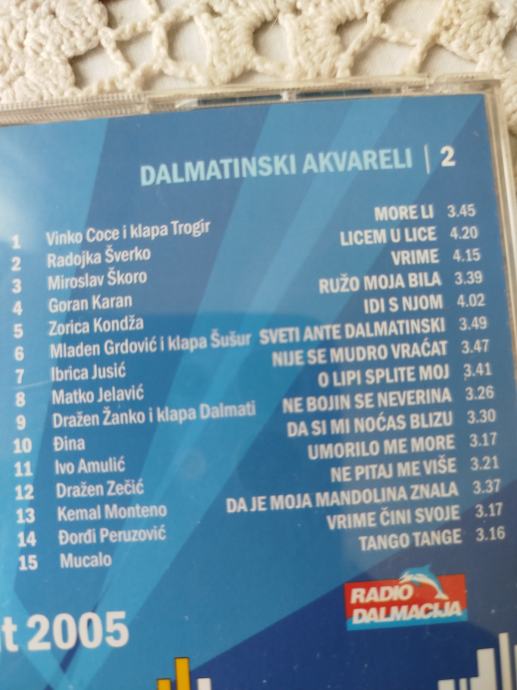 DALMATINSKI AKVARELI | 2
1 Vinko Coce i klapa Trogir MORE LI 3.45
2 Radojka Šverko LICEM U LICE 4.20
3 Miroslav Škoro VRIME 4.15
4 Goran Karan RUŽO MOJA BILA 3.39
5 Zorica Kondža IDI S NJOM 4.02
6 Mladen Grdović i klapa Šušur SVETI ANTE DALMATINSKI 3.49
7 Ibrica Jusić NIJE SE MUDRO VRAĆAT 3.47
8 Matko Jelavić O LIPI SPLITE MOJ 3.41
9 Dražen Žanko i klapa Dalmati NE BOJIN SE NEVERINA 3.26
10 Đina DA SI MI NOĆAS BLIZU 3.30
11 Ivo Amulić UMORILO ME MORE 3.17
12 Dražen Zečić NE PITAJ ME VIŠE 3.21
13 Kemal Monteno DA JE MOJA MANDOLINA ZNALA 3.37
14 Đorđi Peruzović VRIME ČINI SVOJE 3.17
15 Mucalo TANGO TANGE 3.16
RADIO
DALMACIJA
2005